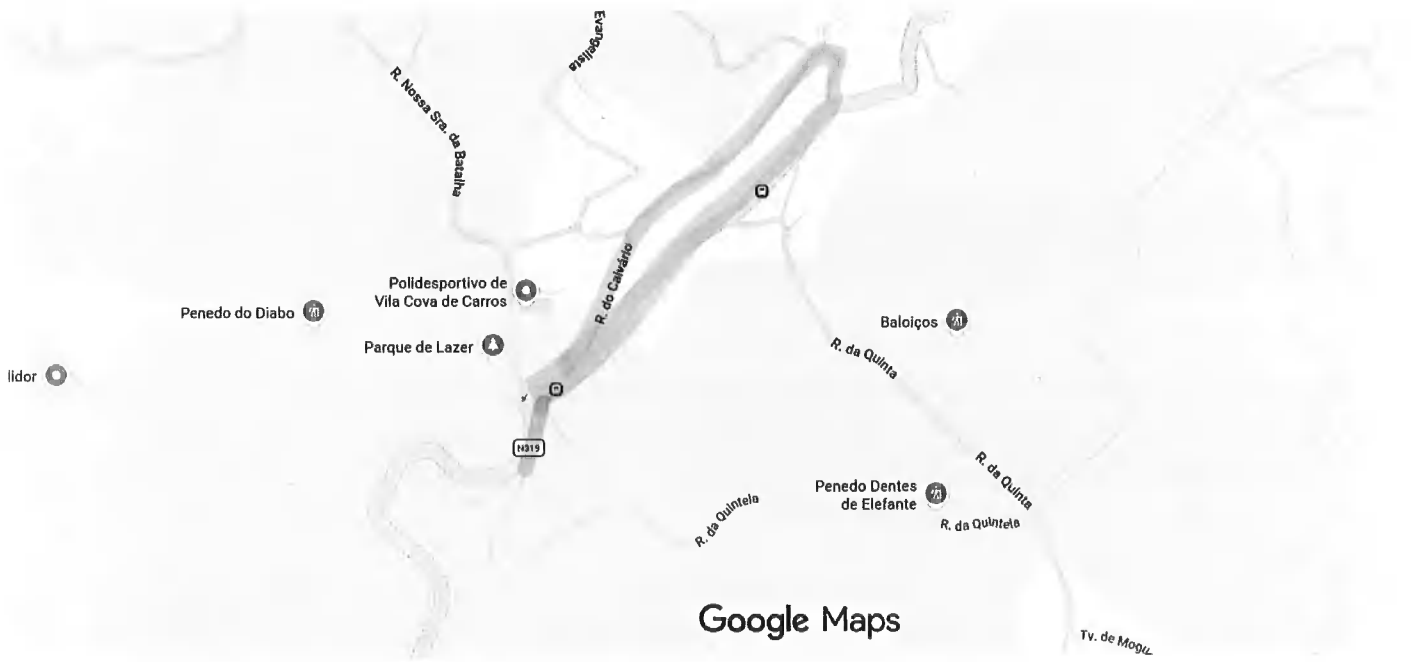 Evangelista
R. Nossa Sra. da Batalha
R. do Calvário
Polidesportivo de
Vila Cova de Carros
Penedo do Diabo
Parque de Lazer
lidor
Baloiços
R. da Quinta
N319
R. da Quinta
Penedo Dentes
de Elefante
R. da Quintela
R. da Quintela
Google Maps
Tv. de Mogu